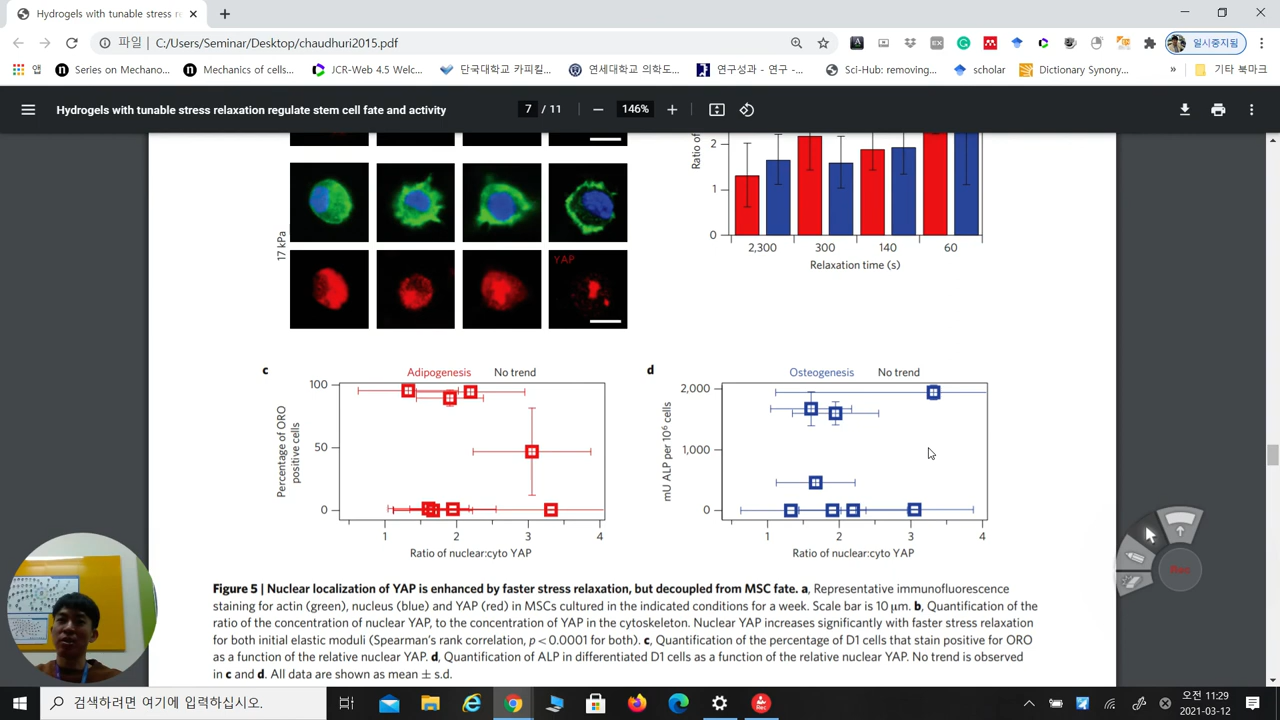 Hydrogels with tunable stress r
파일 | C:/Users/Seminar/Desktop/chaudhuri2015.pdf
일시중지됨
앱
Series on Mechano...
Mechanics of cells...
JCR-Web 4.5 Welc...
단국대학교 카피킬...
연세대학교 의학도...
연구성과 - 연구 -...
Sci-Hub: removing...
scholar
Dictionary Synony...
»
기타 북마크
Hydrogels with tunable stress relaxation regulate stem cell fate and activity
7 / 11
146%
17 kPa
YAP
Ratio of
2
1
0
2,300 300 140 60
Relaxation time (s)
c
Adipogenesis No trend
Percentage of ORO
positive cells
100
50
0
1 2 3 4
Ratio of nuclear:cyto YAP
d
Osteogenesis No trend
mU ALP per 10⁶ cells
2,000
1,000
0
1 2 3 4
Ratio of nuclear:cyto YAP
Rec
Figure 5 | Nuclear localization of YAP is enhanced by faster stress relaxation, but decoupled from MSC fate. a, Representative immunofluorescence
staining for actin (green), nucleus (blue) and YAP (red) in MSCs cultured in the indicated conditions for a week. Scale bar is 10 μm. b, Quantification of the
ratio of the concentration of nuclear YAP, to the concentration of YAP in the cytoskeleton. Nuclear YAP increases significantly with faster stress relaxation
for both initial elastic moduli (Spearman's rank correlation, p < 0.0001 for both). c, Quantification of the percentage of D1 cells that stain positive for ORO
as a function of the relative nuclear YAP. d, Quantification of ALP in differentiated D1 cells as a function of the relative nuclear YAP. No trend is observed
in c and d. All data are shown as mean ± s.d.
검색하려면 여기에 입력하십시오.
Rec
오전 11:29
2021-03-12